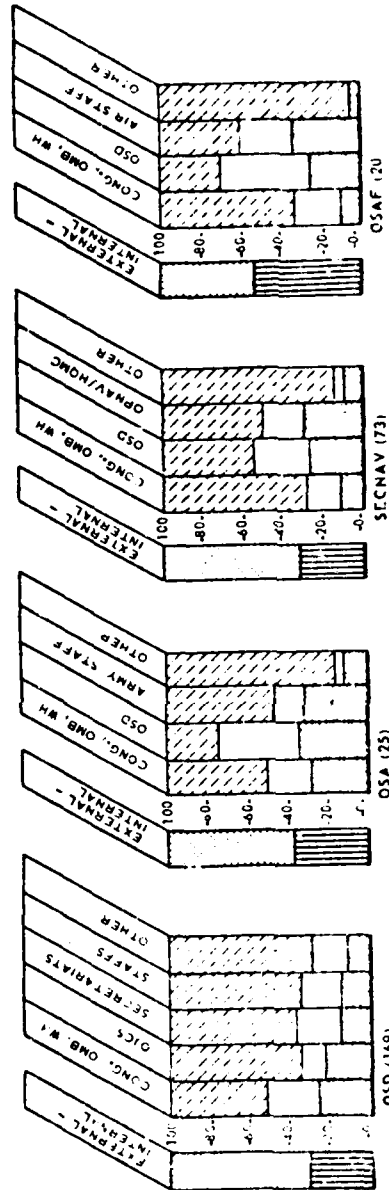 EXTERNAL -
INTERNAL
CONG., OMB, WH
OJCS
SECRETARIATS
STAFFS
OTHER
100
-80-
-60-
-40-
-20-
-0-
EXTERNAL -
INTERNAL
CONG., OMB, WH
OSD
ARMY STAFF
OTHER
100
-80-
-60-
-40-
-20-
OSA (25)
EXTERNAL -
INTERNAL
CONG., OMB, WH
OSD
OPNAV/HQMC
OTHER
100
-80-
-60-
-40-
-20-
-0-
SECNAV (73)
EXTERNAL -
INTERNAL
CONG., OMB, WH
OSD
AIR STAFF
OTHER
100
-80-
-60-
-40-
-20-
-0-
OSAF